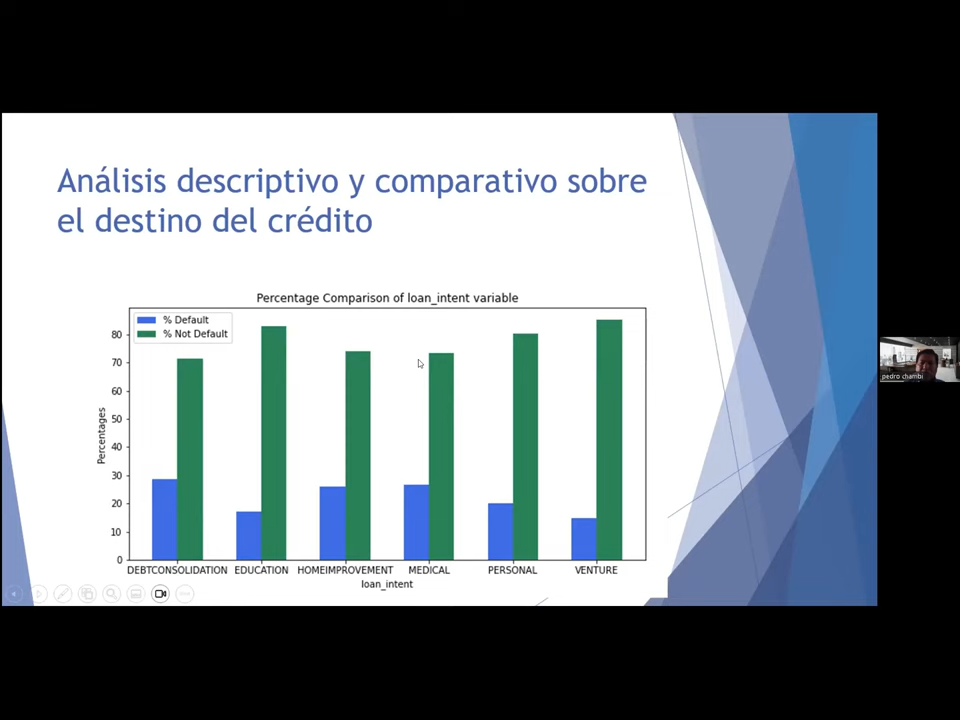 Análisis descriptivo y comparativo sobre
el destino del crédito
Percentage Comparison of loan_intent variable
% Default
% Not Default
80
70
60
50
40
30
20
10
0
Percentages
DEBTCONSOLIDATION EDUCATION HOMEIMPROVEMENT MEDICAL PERSONAL VENTURE
loan_intent
pedro chambi